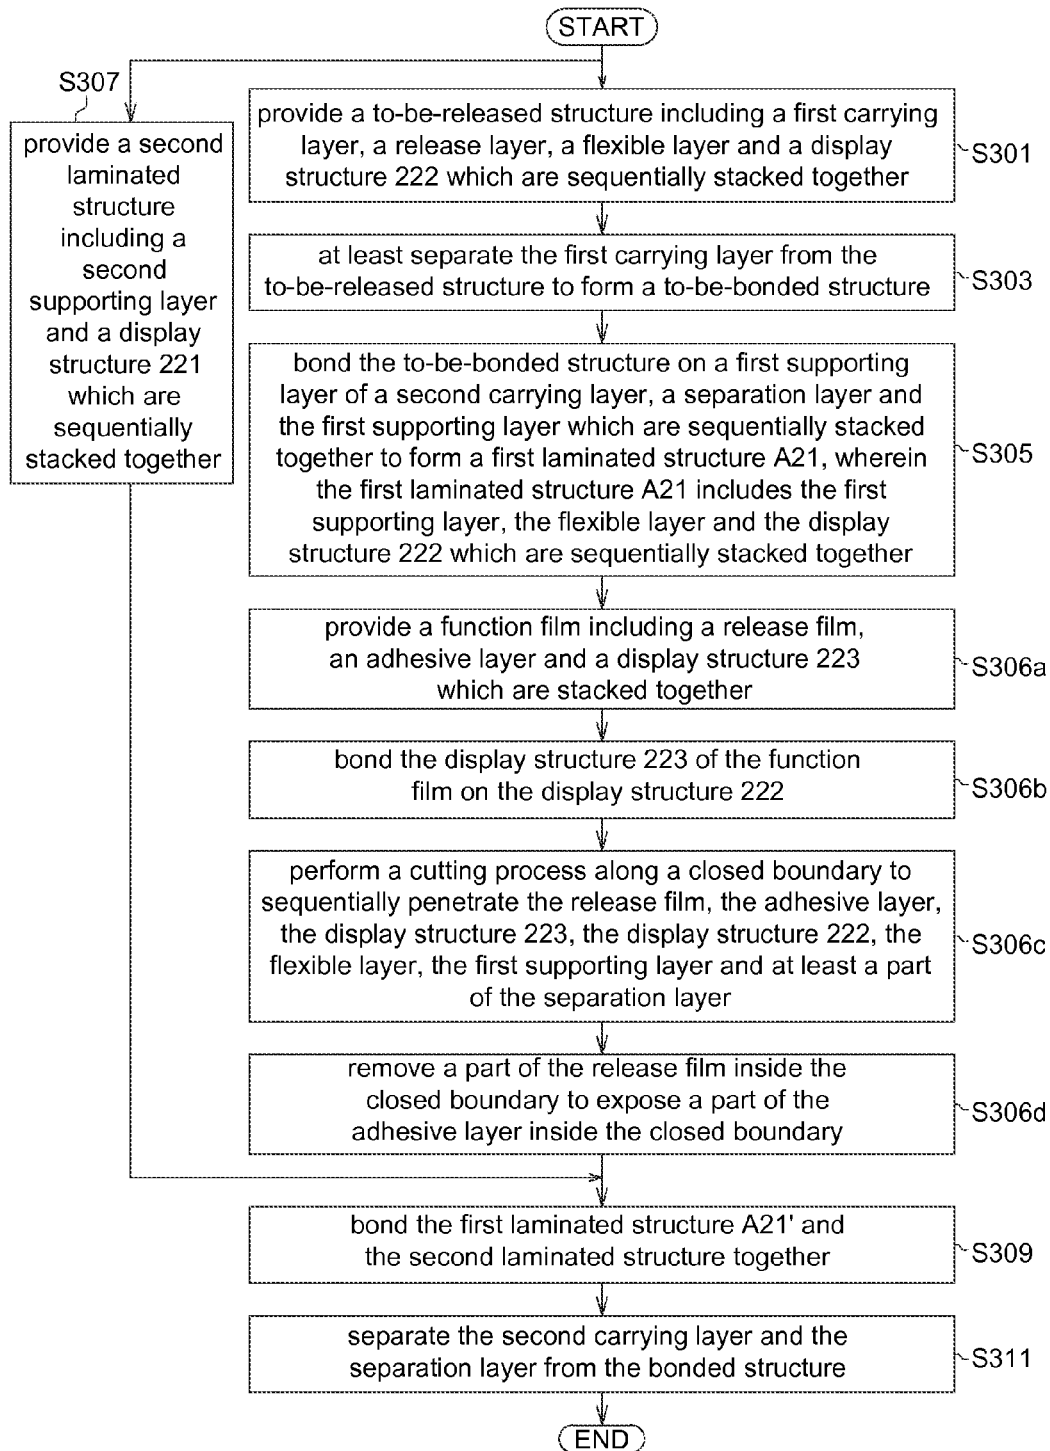 START
S307
provide a second
laminated
structure
including a
second
supporting layer
and a display
structure 221
which are
sequentially
stacked together
provide a to-be-released structure including a first carrying
layer, a release layer, a flexible layer and a display
structure 222 which are sequentially stacked together
S301
at least separate the first carrying layer from the
to-be-released structure to form a to-be-bonded structure
S303
bond the to-be-bonded structure on a first supporting
layer of a second carrying layer, a separation layer and
the first supporting layer which are sequentially stacked
together to form a first laminated structure A21, wherein
the first laminated structure A21 includes the first
supporting layer, the flexible layer and the display
structure 222 which are sequentially stacked together
S305
provide a function film including a release film,
an adhesive layer and a display structure 223
which are stacked together
S306a
bond the display structure 223 of the function
film on the display structure 222
S306b
perform a cutting process along a closed boundary to
sequentially penetrate the release film, the adhesive layer,
the display structure 223, the display structure 222, the
flexible layer, the first supporting layer and at least a part
of the separation layer
S306c
remove a part of the release film inside the
closed boundary to expose a part of the
adhesive layer inside the closed boundary
S306d
bond the first laminated structure A21' and
the second laminated structure together
S309
separate the second carrying layer and the
separation layer from the bonded structure
S311
END